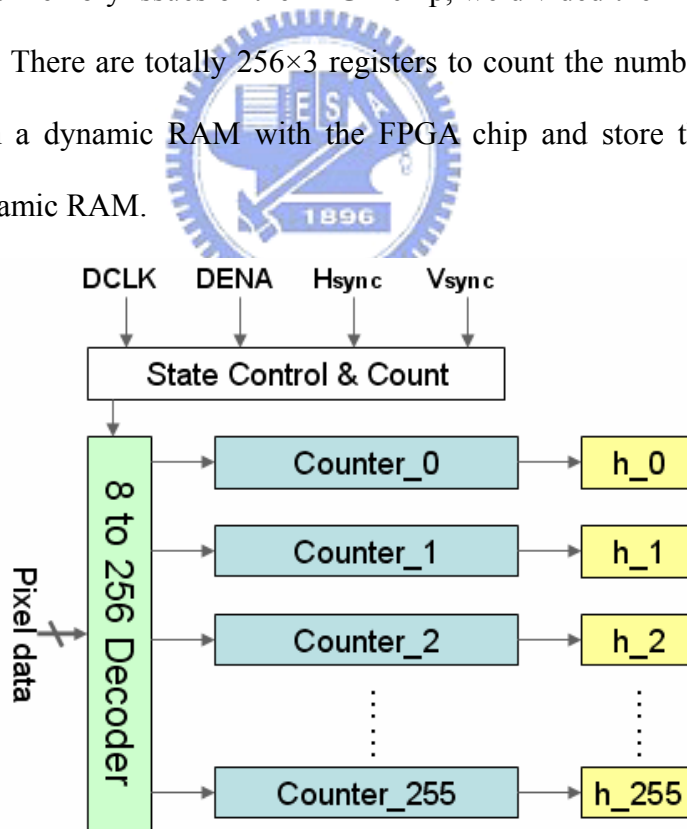 There are totally 256×3 registers to count the numb
a dynamic RAM with the FPGA chip and store t
amic RAM.
ES A
1896
DCLK DENA Hsync Vsync
State Control & Count
8 to 256 Decoder
Pixel data
Counter_0 h_0
Counter_1 h_1
Counter_2 h_2
Counter_255 h_255